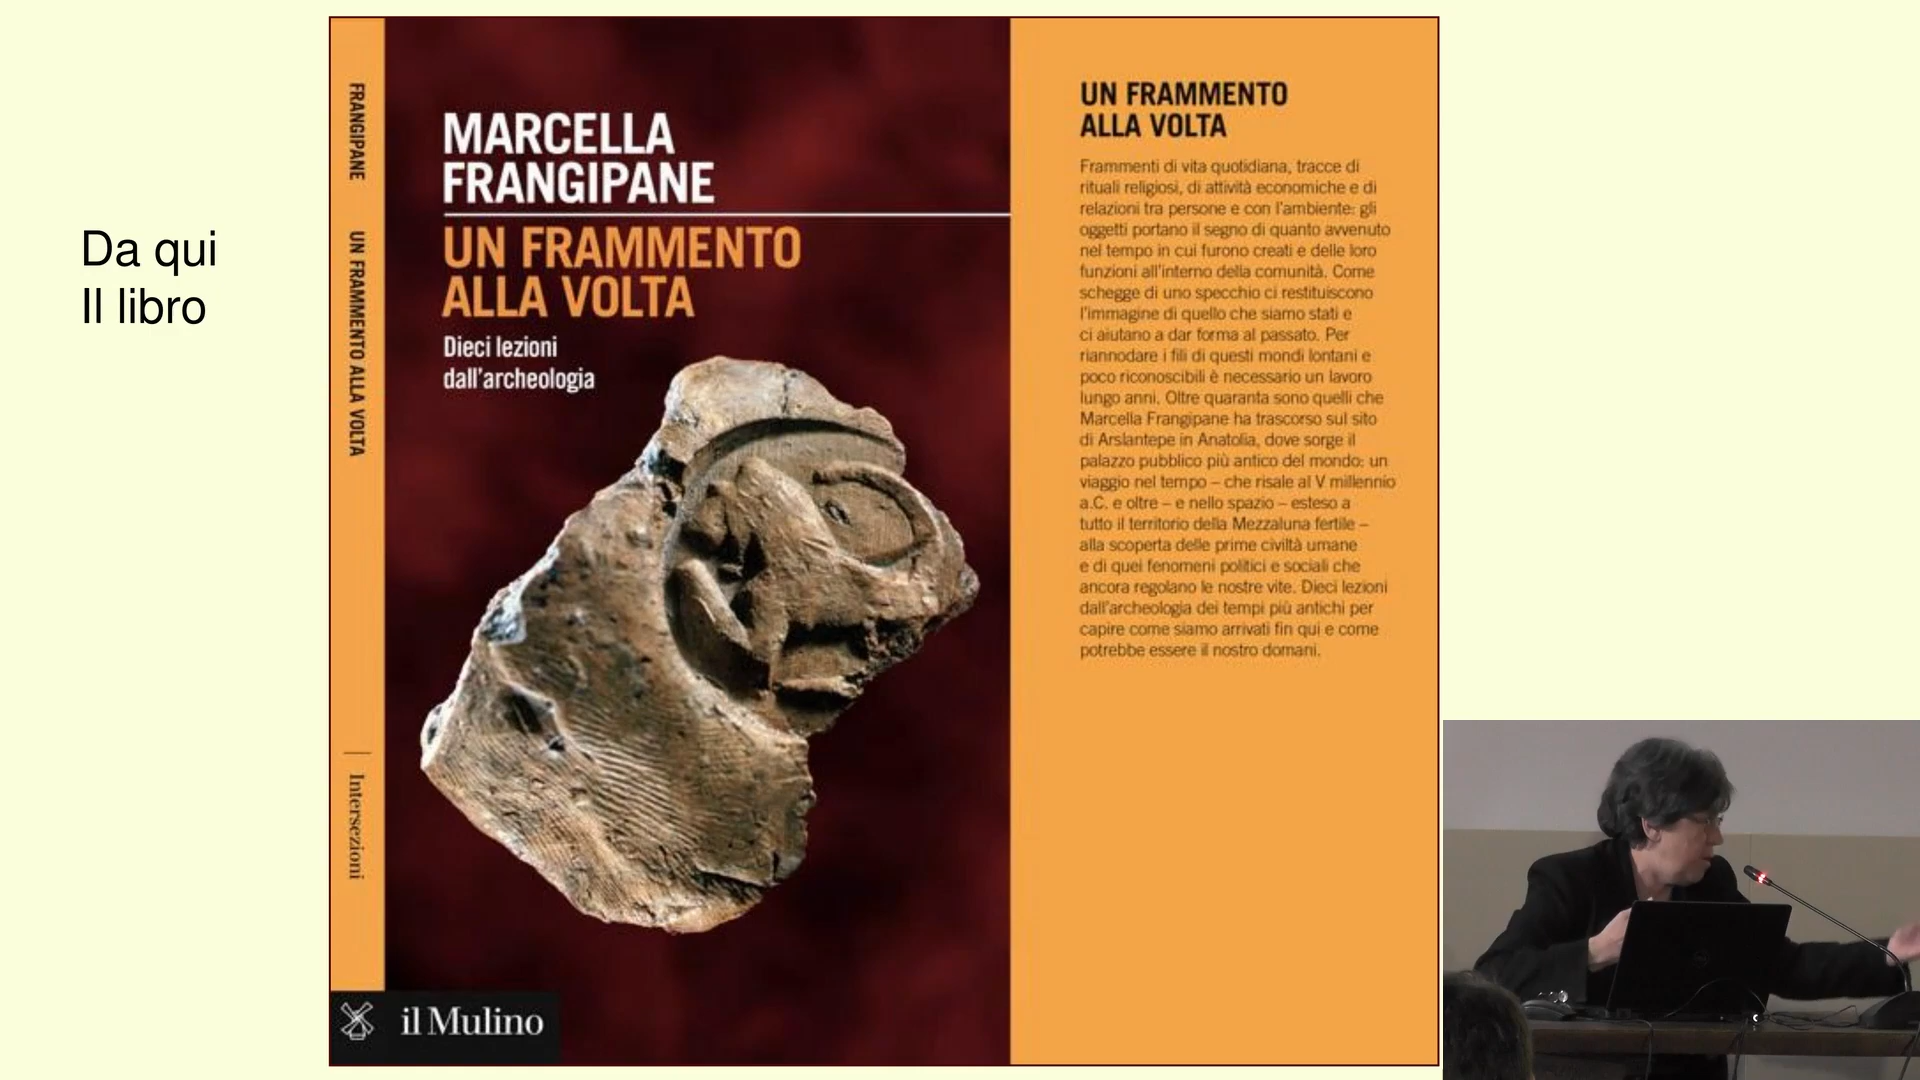 Da qui
Il libro
FRANGIPANE
UN FRAMMENTO ALLA VOLTA
Intersezioni
MARCELLA
FRANGIPANE
UN FRAMMENTO
ALLA VOLTA
Dieci lezioni
dall'archeologia
il Mulino
UN FRAMMENTO
ALLA VOLTA
Frammenti di vita quotidiana, tracce di
rituali religiosi, di attività economiche e di
relazioni tra persone e con l'ambiente: gli
oggetti portano il segno di quanto avvenuto
nel tempo in cui furono creati e delle loro
funzioni all'interno della comunità. Come
schegge di uno specchio ci restituiscono
l'immagine di quello che siamo stati e
ci aiutano a dar forma al passato. Per
riannodare i fili di questi mondi lontani e
poco riconoscibili è necessario un lavoro
lungo anni. Oltre quaranta sono quelli che
Marcella Frangipane ha trascorso sul sito
di Arslantepe in Anatolia, dove sorge il
palazzo pubblico più antico del mondo: un
viaggio nel tempo – che risale al V millennio
a.C. e oltre – e nello spazio – esteso a
tutto il territorio della Mezzaluna fertile –
alla scoperta delle prime civiltà umane
e di quei fenomeni politici e sociali che
ancora regolano le nostre vite. Dieci lezioni
dall'archeologia dei tempi più antichi per
capire come siamo arrivati fin qui e come
potrebbe essere il nostro domani.